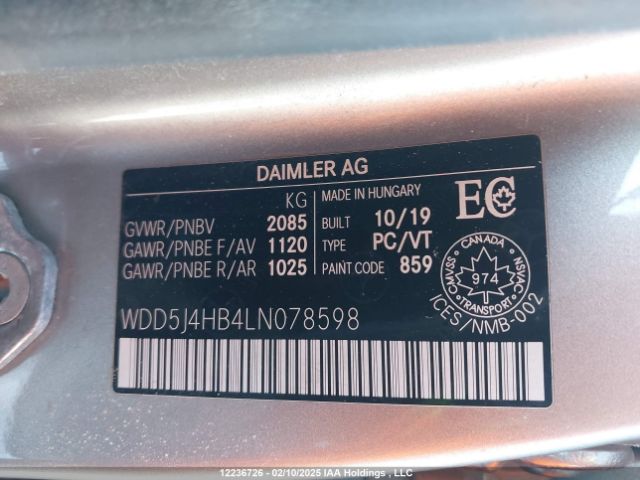 DAIMLER AG
KG
MADE IN HUNGARY
GVWR/PNBV 2085
BUILT 10/19
GAWR/PNBE F/AV 1120
TYPE PC/VT
GAWR/PNBE R/AR 1025
PAINT CODE 859
EC
CANADA
CMVSS
NSVAC
974
TRANSPORT
ICES/NMB-002
WDD5J4HB4LN078598
12236726 - 02/10/2025 IAA Holdings , LLC